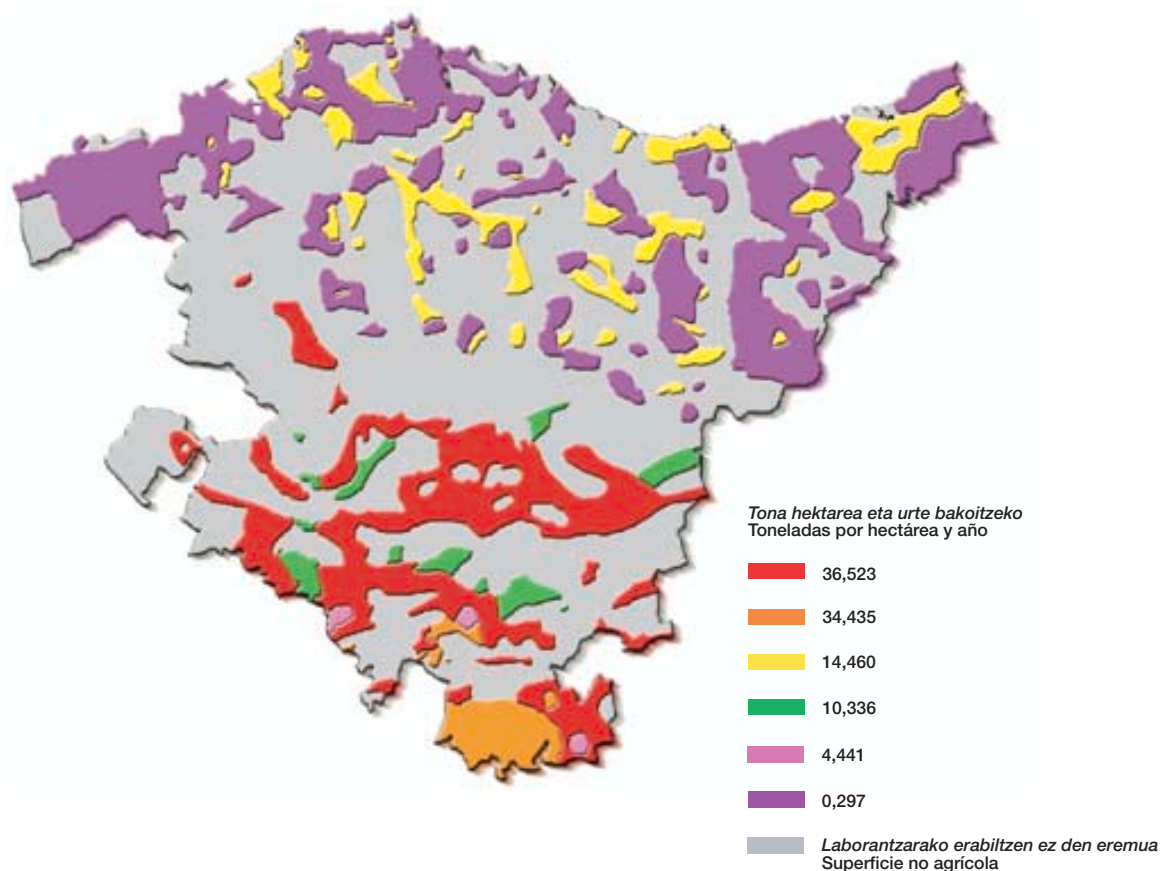 Tona hektarea eta urte bakoitzeko
Toneladas por hectárea y año
36,523
34,435
14,460
10,336
4,441
0,297
Laborantzarako erabiltzen ez den eremua
Superficie no agrícola